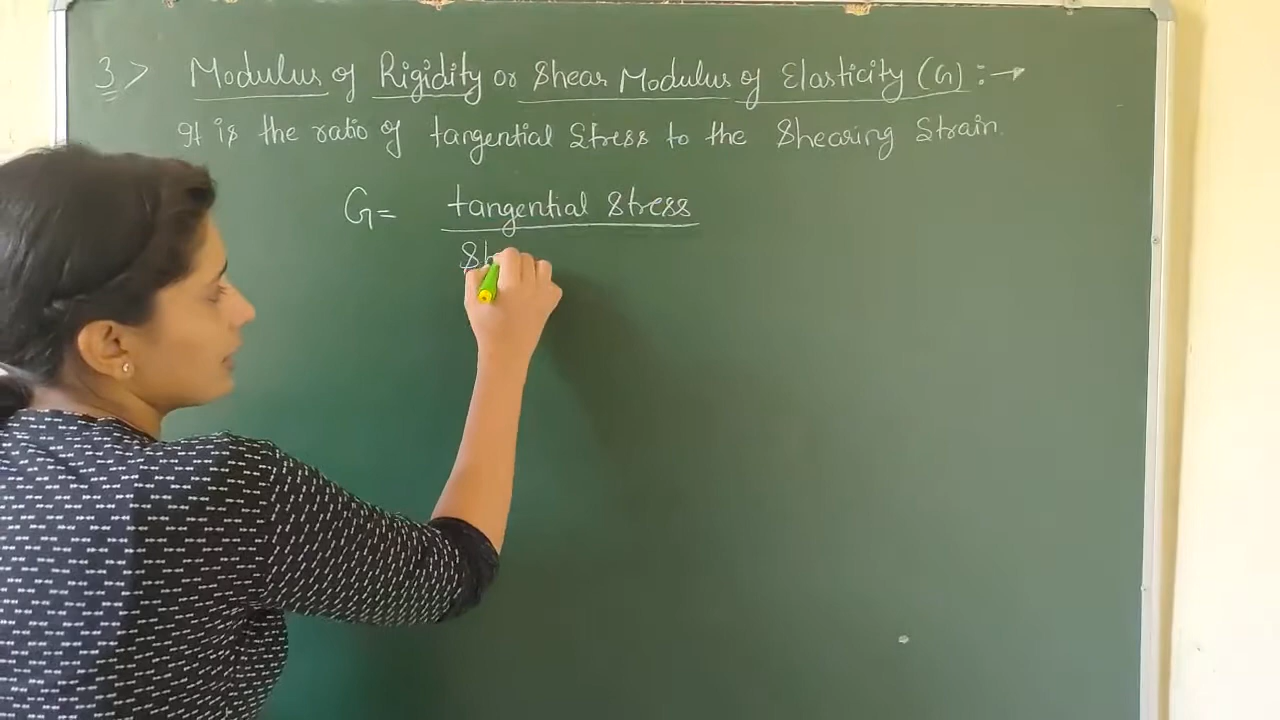 3> Modulus of Rigidity or Shear Modulus of Elasticity (G) :→
It is the ratio of tangential Stress to the Shearing Strain.
G = tangential Stress
Sh